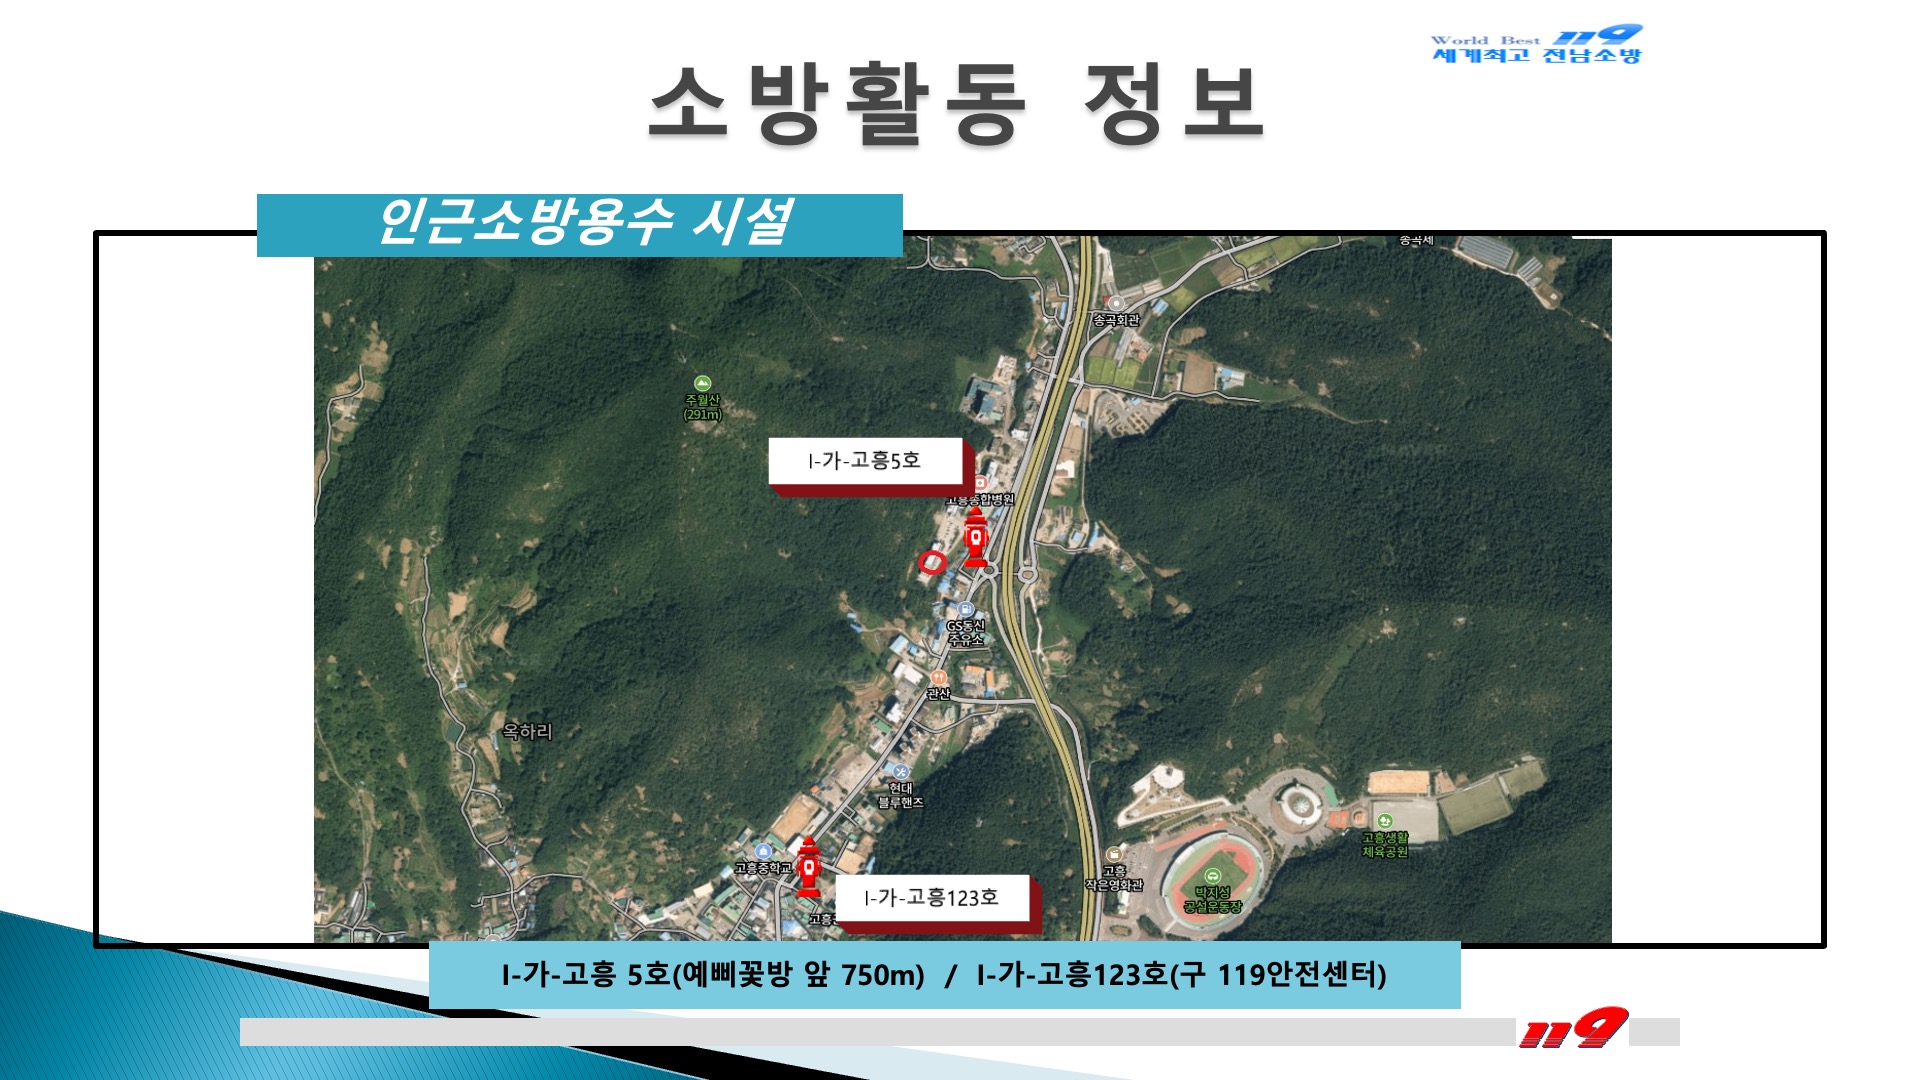 World Best 119
세계최고 전남소방
소방활동 정보
인근소방용수 시설
송곡제
송곡회관
주월산
(291m)
I-가-고흥5호
고흥종합병원
GS동신
주유소
관산
옥하리
현대
블루핸즈
고흥중학교
I-가-고흥123호
고흥
고흥
작은영화관
박지성
공설운동장
고흥생활
체육공원
I-가-고흥 5호(예삐꽃방 앞 750m) / I-가-고흥123호(구 119안전센터)
119